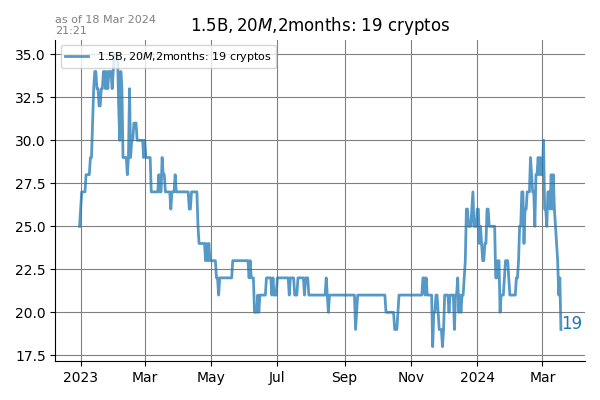 as of 18 Mar 2024
21:21
1.5B, 20M,2months: 19 cryptos
1.5B, 20M,2months: 19 cryptos
35.0
32.5
30.0
27.5
25.0
22.5
20.0
17.5
19
2023 Mar May Jul Sep Nov 2024 Mar